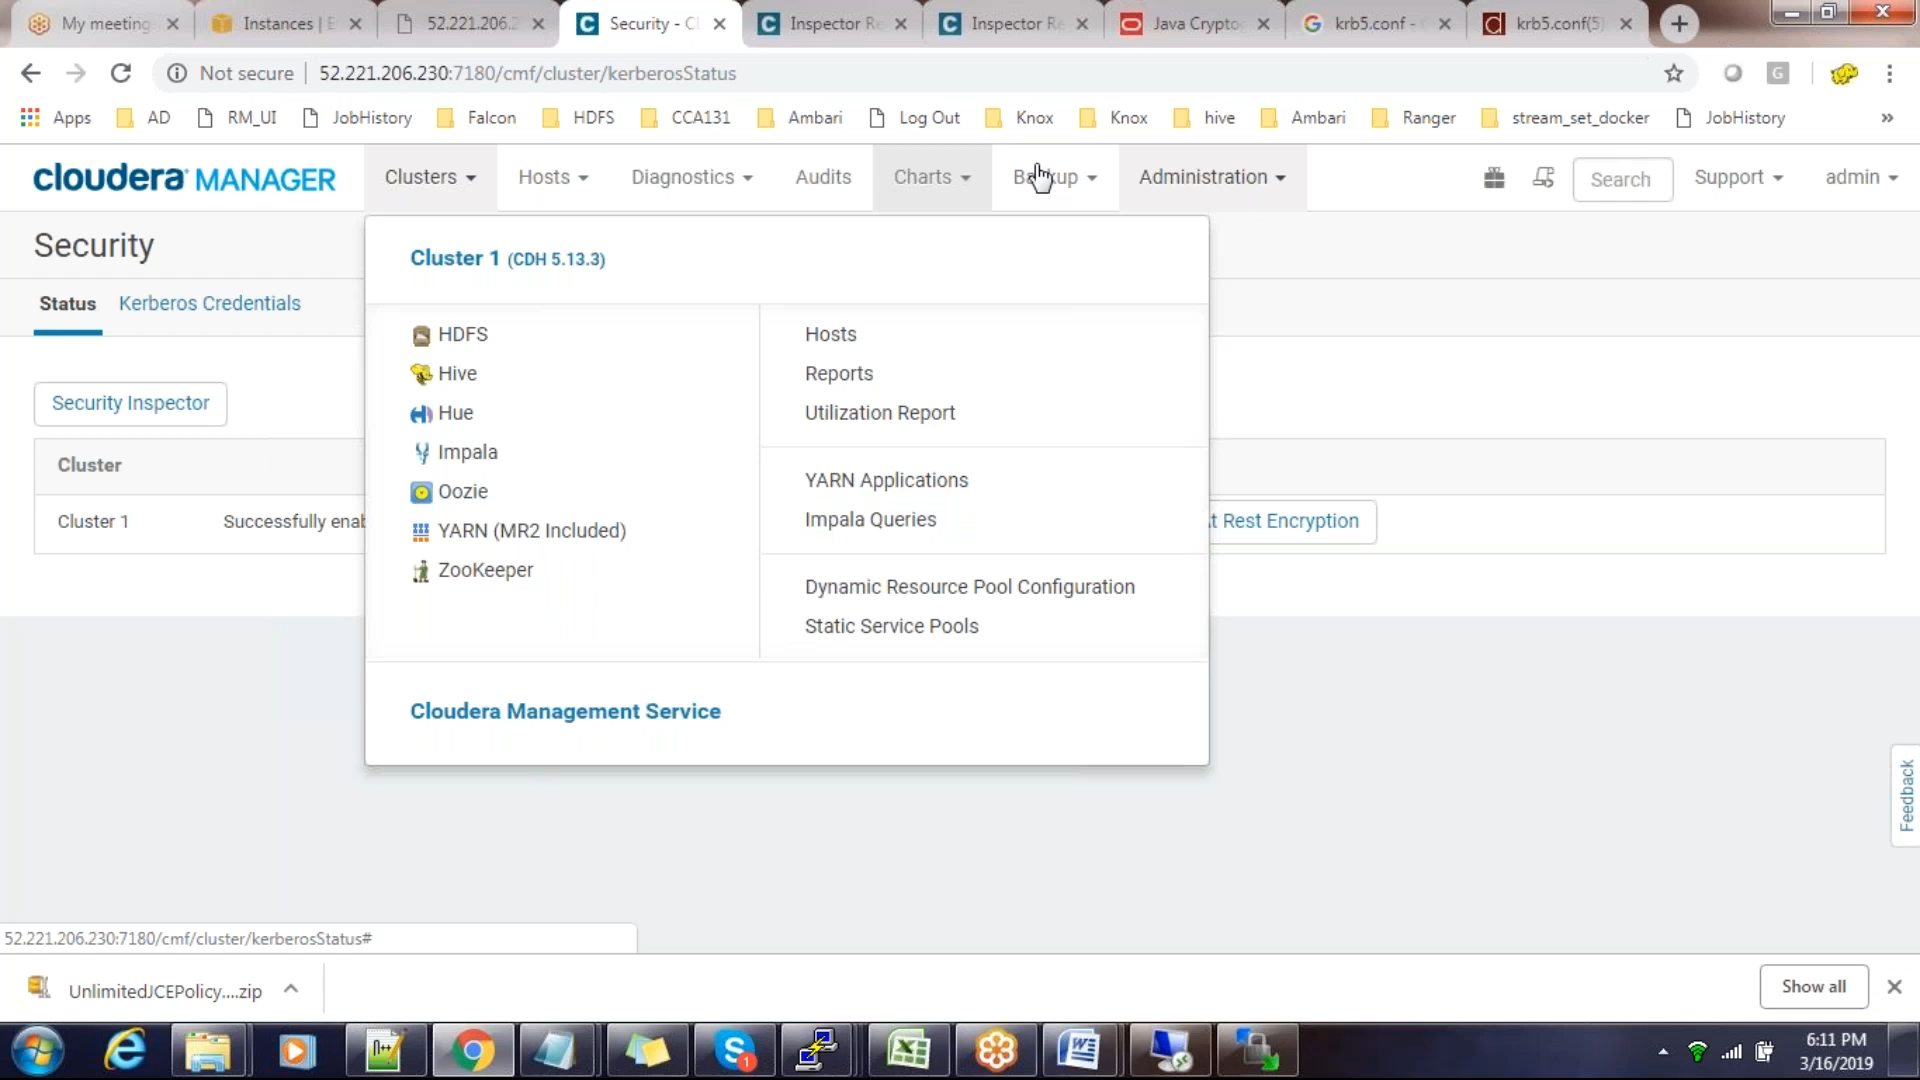 My meeting
Instances | E
52.221.206.2
Security - Cl
Inspector Re
Inspector Re
Java Crypto
krb5.conf -
krb5.conf(5)
Not secure | 52.221.206.230:7180/cmf/cluster/kerberosStatus
G
Apps AD RM_UI JobHistory Falcon HDFS CCA131 Ambari Log Out Knox Knox hive Ambari Ranger stream_set_docker JobHistory »
cloudera MANAGER Clusters Hosts Diagnostics Audits Charts Backup Administration Search Support admin
Security
Cluster 1 (CDH 5.13.3)
Status Kerberos Credentials
HDFS
Hive
Hue
Impala
Oozie
YARN (MR2 Included)
ZooKeeper
Hosts
Reports
Utilization Report
YARN Applications
Impala Queries
Dynamic Resource Pool Configuration
Static Service Pools
Cloudera Management Service
Security Inspector
Cluster
Cluster 1 Successfully enab
t Rest Encryption
Feedback
52.221.206.230:7180/cmf/cluster/kerberosStatus#
UnlimitedJCEPolicy....zip
Show all
6:11 PM
3/16/2019